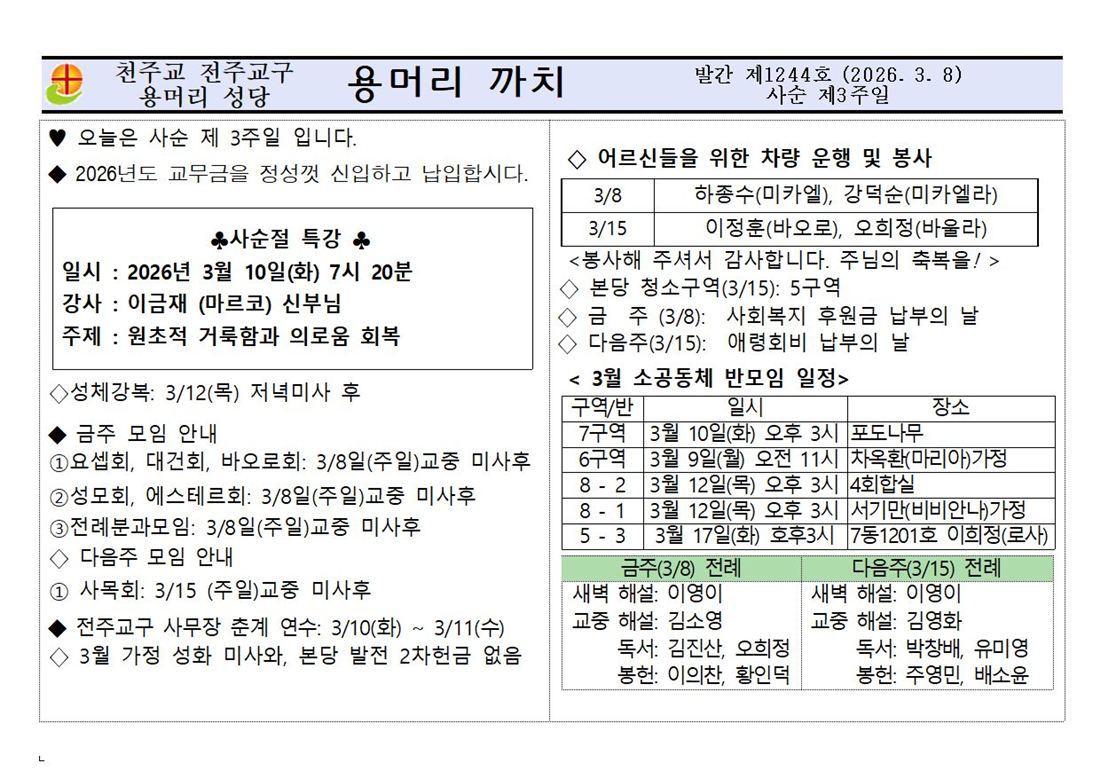 천주교 전주교구
용머리 성당
용머리 까치
발간 제1244호 (2026. 3. 8)
사순 제3주일
♥ 오늘은 사순 제 3주일 입니다.
◆ 2026년도 교무금을 정성껏 신입하고 납입합시다.
♣사순절 특강 ♣
일시 : 2026년 3월 10일(화) 7시 20분
강사 : 이금재 (마르코) 신부님
주제 : 원초적 거룩함과 의로움 회복
◇성체강복: 3/12(목) 저녁미사 후
◆ 금주 모임 안내
①요셉회, 대건회, 바오로회: 3/8일(주일)교중 미사후
②성모회, 에스테르회: 3/8일(주일)교중 미사후
③전례분과모임: 3/8일(주일)교중 미사후
◇ 다음주 모임 안내
① 사목회: 3/15 (주일)교중 미사후
◆ 전주교구 사무장 춘계 연수: 3/10(화) ~ 3/11(수)
◇ 3월 가정 성화 미사와, 본당 발전 2차헌금 없음
◇ 어르신들을 위한 차량 운행 및 봉사
3/8 하종수(미카엘), 강덕순(미카엘라)
3/15 이정훈(바오로), 오희정(바울라)
<봉사해 주셔서 감사합니다. 주님의 축복을! >
◇ 본당 청소구역(3/15): 5구역
◇ 금 주 (3/8): 사회복지 후원금 납부의 날
◇ 다음주(3/15): 애령회비 납부의 날
< 3월 소공동체 반모임 일정>
구역/반 일시 장소
7구역 3월 10일(화) 오후 3시 포도나무
6구역 3월 9일(월) 오전 11시 차옥환(마리아)가정
8 - 2 3월 12일(목) 오후 3시 4회합실
8 - 1 3월 12일(목) 오후 3시 서기만(비비안나)가정
5 - 3 3월 17일(화) 호후3시 7동1201호 이희정(로사)
금주(3/8) 전례
새벽 해설: 이영이
교중 해설: 김소영
독서: 김진산, 오희정
봉헌: 이의찬, 황인덕
다음주(3/15) 전례
새벽 해설: 이영이
교중 해설: 김영화
독서: 박창배, 유미영
봉헌: 주영민, 배소윤